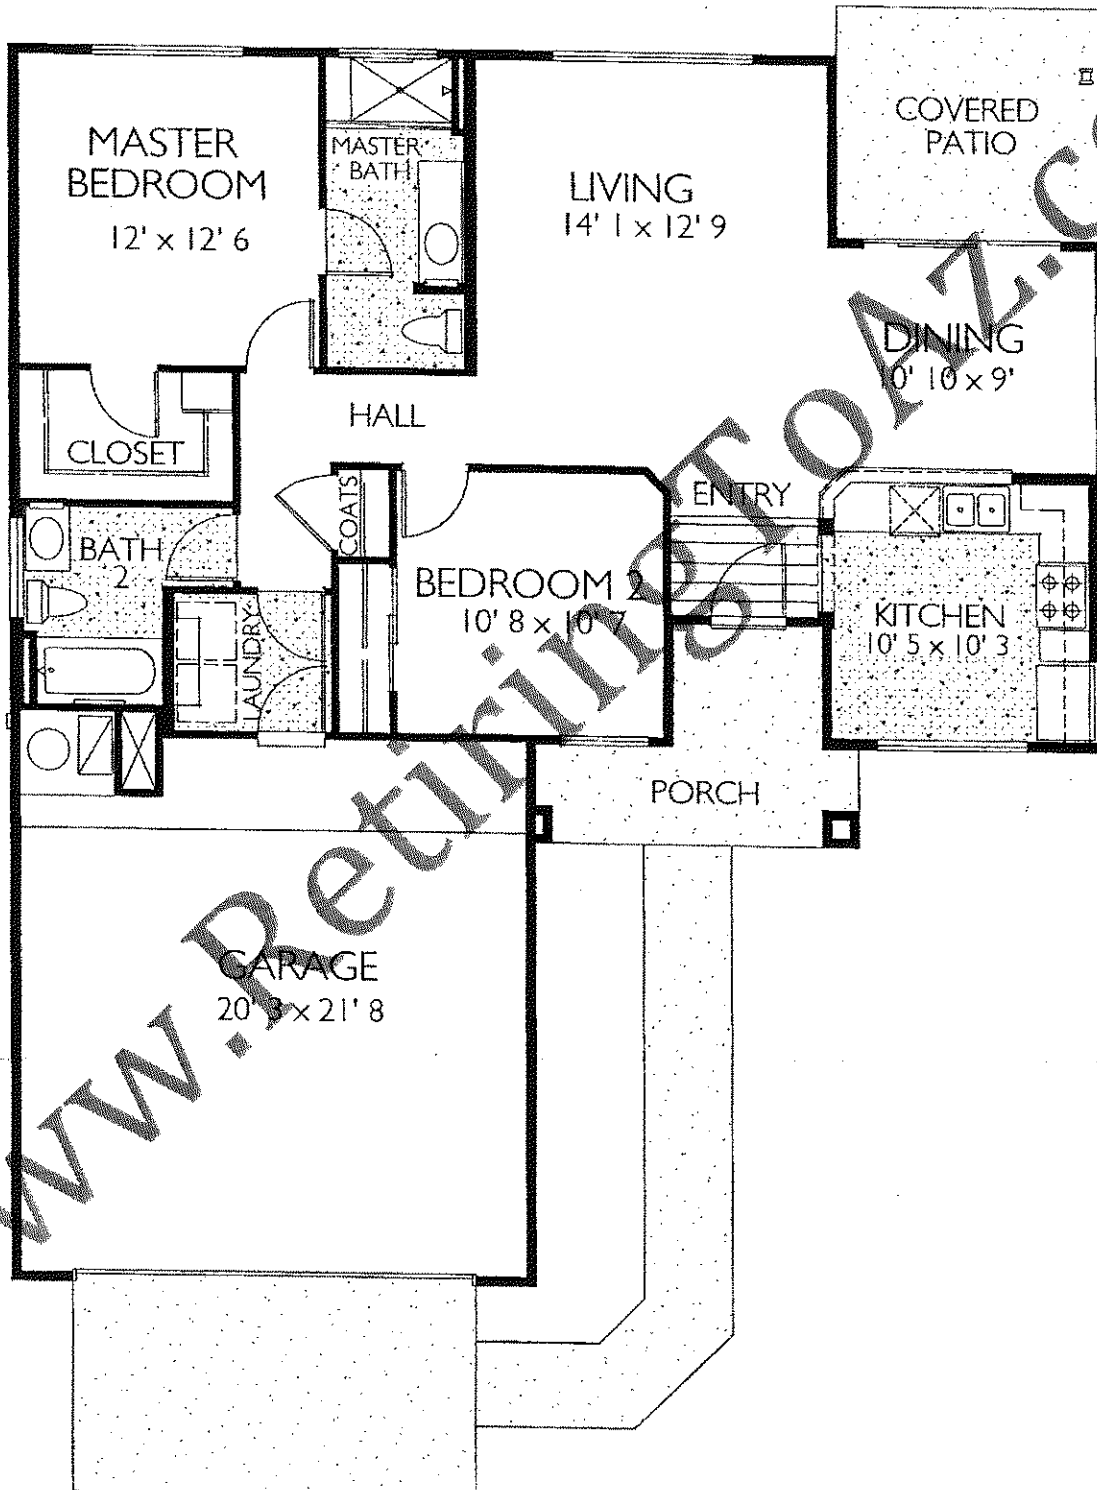 COVERED
PATIO
MASTER
BEDROOM
12' x 12' 6
MASTER
BATH
LIVING
14' 1 x 12' 9
DINING
10' 10 x 9'
HALL
CLOSET
COATS
ENTRY
BATH
2
BEDROOM 2
10' 8 x 10' 7
LAUNDRY
KITCHEN
10' 5 x 10' 3
PORCH
GARAGE
20' 3 x 21' 8
www.RetiringToAz.c